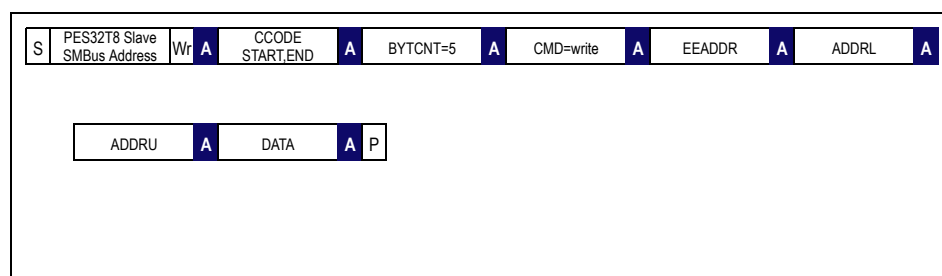 S PES32T8 Slave SMBus Address Wr A CCODE START,END A BYTCNT=5 A CMD=write A EEADDR A ADDRL A
ADDRU A DATA A P